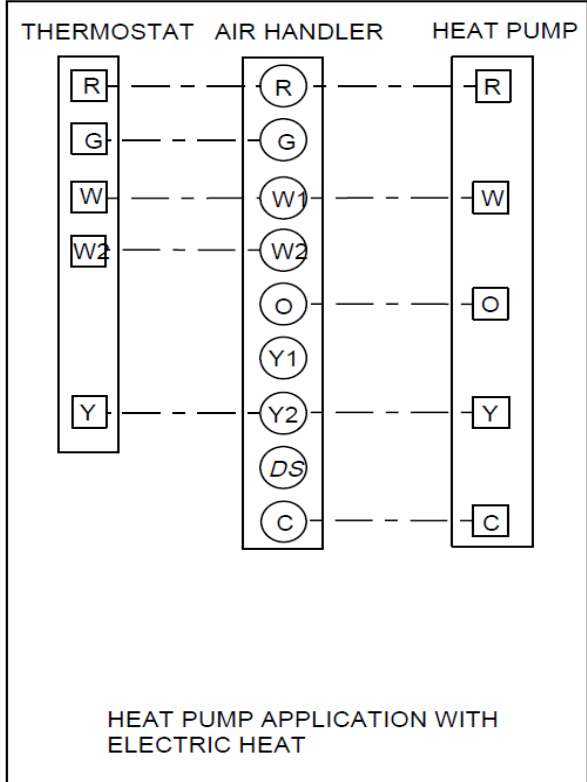 THERMOSTAT AIR HANDLER HEAT PUMP
R R R
G G
W W1 W
W2 W2
O O
Y1
Y Y2 Y
DS
C C
HEAT PUMP APPLICATION WITH
ELECTRIC HEAT